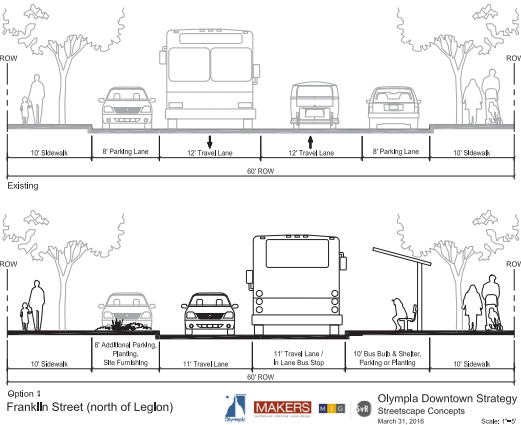 ROW
ROW
10' Sidewalk
8' Parking Lane
12' Travel Lane
12' Travel Lane
8' Parking Lane
10' Sidewalk
60' ROW
Existing
ROW
ROW
10' Sidewalk
8' Additional Parking,
Planting,
Site Furnishing
11' Travel Lane
11' Travel Lane /
In Lane Bus Stop
10' Bus Bulb & Shelter,
Parking or Planting
10' Sidewalk
60' ROW
Option 1
Franklin Street (north of Legion)
Olympia
MAKERS
M I G
SvR
Olympia Downtown Strategy
Streetscape Concepts
March 31, 2016
Scale: 1"=5'